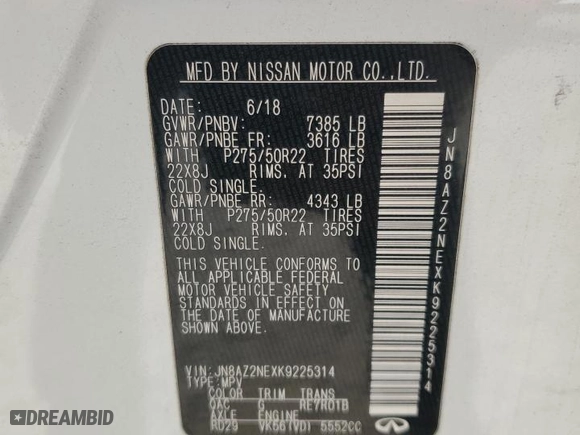 MFD BY NISSAN MOTOR CO.,LTD.
DATE: 6/18
GVWR/PNBV: 7385 LB
GAWR/PNBE FR: 3616 LB
WITH P275/50R22 TIRES
22X8J RIMS, AT 35PSI
COLD SINGLE.
GAWR/PNBE RR: 4343 LB
WITH P275/50R22 TIRES
22X8J RIMS, AT 35PSI
COLD SINGLE.
THIS VEHICLE CONFORMS TO
ALL APPLICABLE FEDERAL
MOTOR VEHICLE SAFETY
STANDARDS IN EFFECT ON
THE DATE OF MANUFACTURE
SHOWN ABOVE.
VIN: JN8AZ2NEXK9225314
TYPE: MPV
COLOR TRIM TRANS
QAC G RE7R01B
AXLE ENGINE
RD29 VK56(VD) 5552CC
JN8AZ2NEXK9225314
© AutoBidMaster